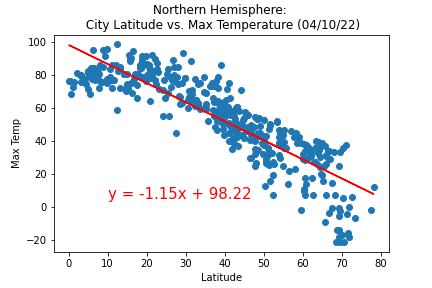 Northern Hemisphere:
City Latitude vs. Max Temperature (04/10/22)
100
80
60
40
20
0
−20
Max Temp
y = -1.15x + 98.22
0 10 20 30 40 50 60 70 80
Latitude